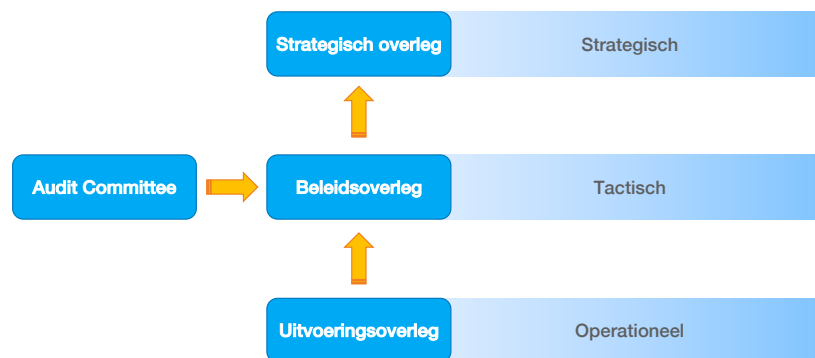 Strategisch overleg
Strategisch
Audit Committee
Beleidsoverleg
Tactisch
Uitvoeringsoverleg
Operationeel